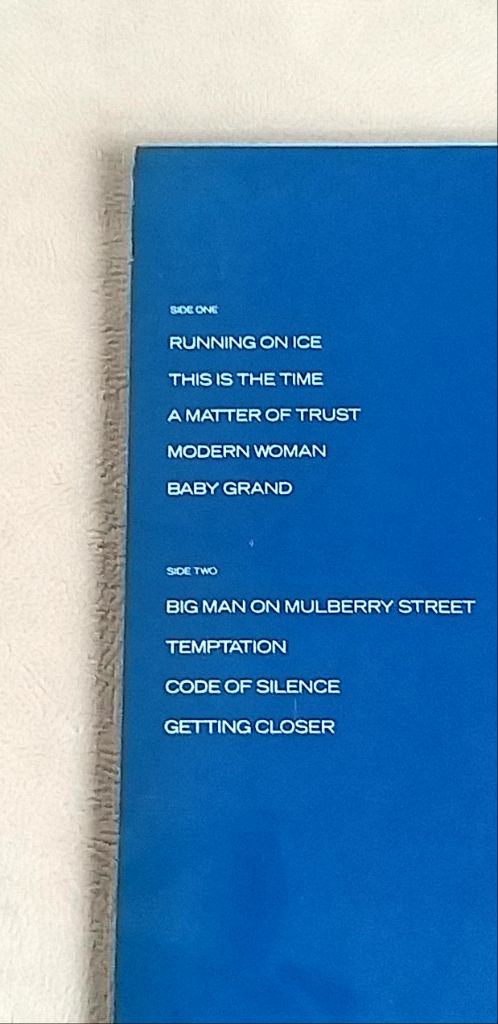 SIDE ONE
RUNNING ON ICE
THIS IS THE TIME
A MATTER OF TRUST
MODERN WOMAN
BABY GRAND
SIDE TWO
BIG MAN ON MULBERRY STREET
TEMPTATION
CODE OF SILENCE
GETTING CLOSER